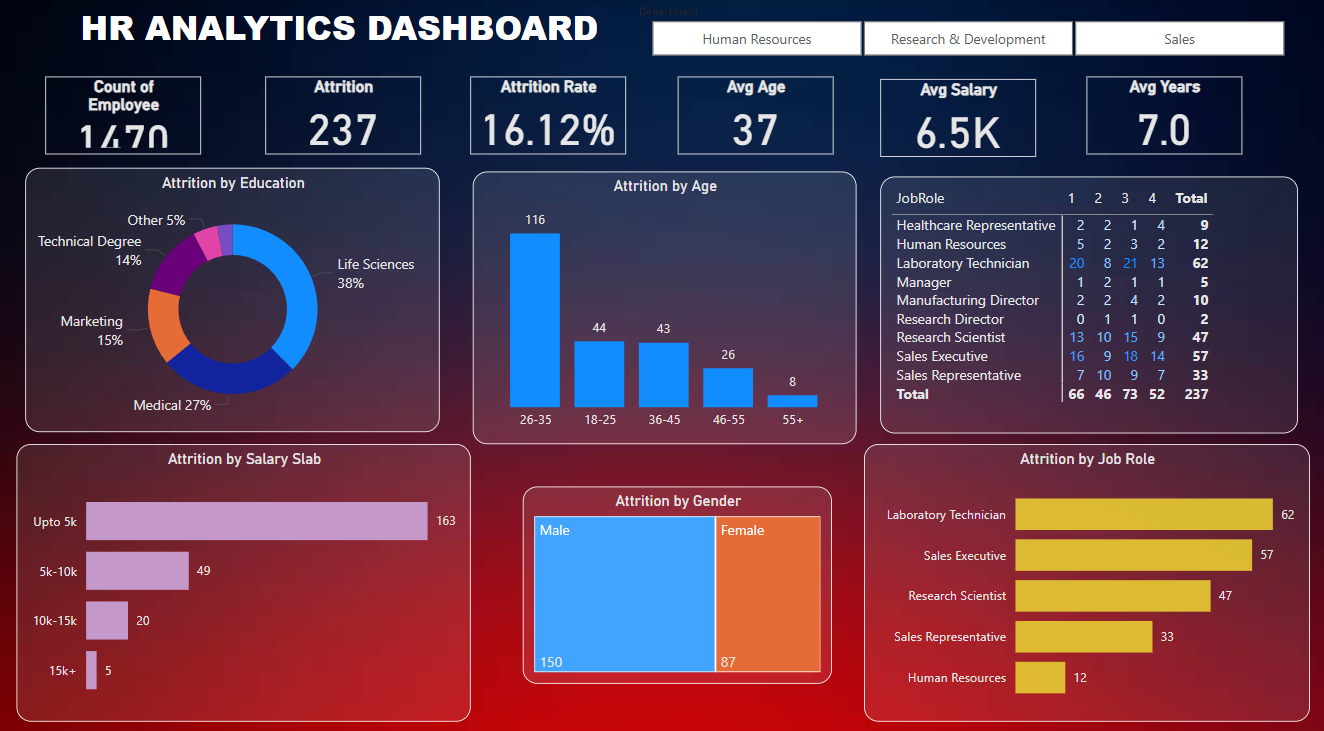 Department
HR ANALYTICS DASHBOARD
Human Resources
Research & Development
Sales
Count of
Employee
1470
Attrition
237
Attrition Rate
16.12%
Avg Age
37
Avg Salary
6.5K
Avg Years
7.0
Attrition by Education
Other 5%
Technical Degree
14%
Life Sciences
38%
Marketing
15%
Medical 27%
Attrition by Age
116
44
43
26
8
26-35 18-25 36-45 46-55 55+
JobRole 1 2 3 4 Total
Healthcare Representative 2 2 1 4 9
Human Resources 5 2 3 2 12
Laboratory Technician 20 8 21 13 62
Manager 1 2 1 1 5
Manufacturing Director 2 2 4 2 10
Research Director 0 1 1 0 2
Research Scientist 13 10 15 9 47
Sales Executive 16 9 18 14 57
Sales Representative 7 10 9 7 33
Total 66 46 73 52 237
Attrition by Salary Slab
Upto 5k 163
5k-10k 49
10k-15k 20
15k+ 5
Attrition by Gender
Male Female
150 87
Attrition by Job Role
Laboratory Technician 62
Sales Executive 57
Research Scientist 47
Sales Representative 33
Human Resources 12